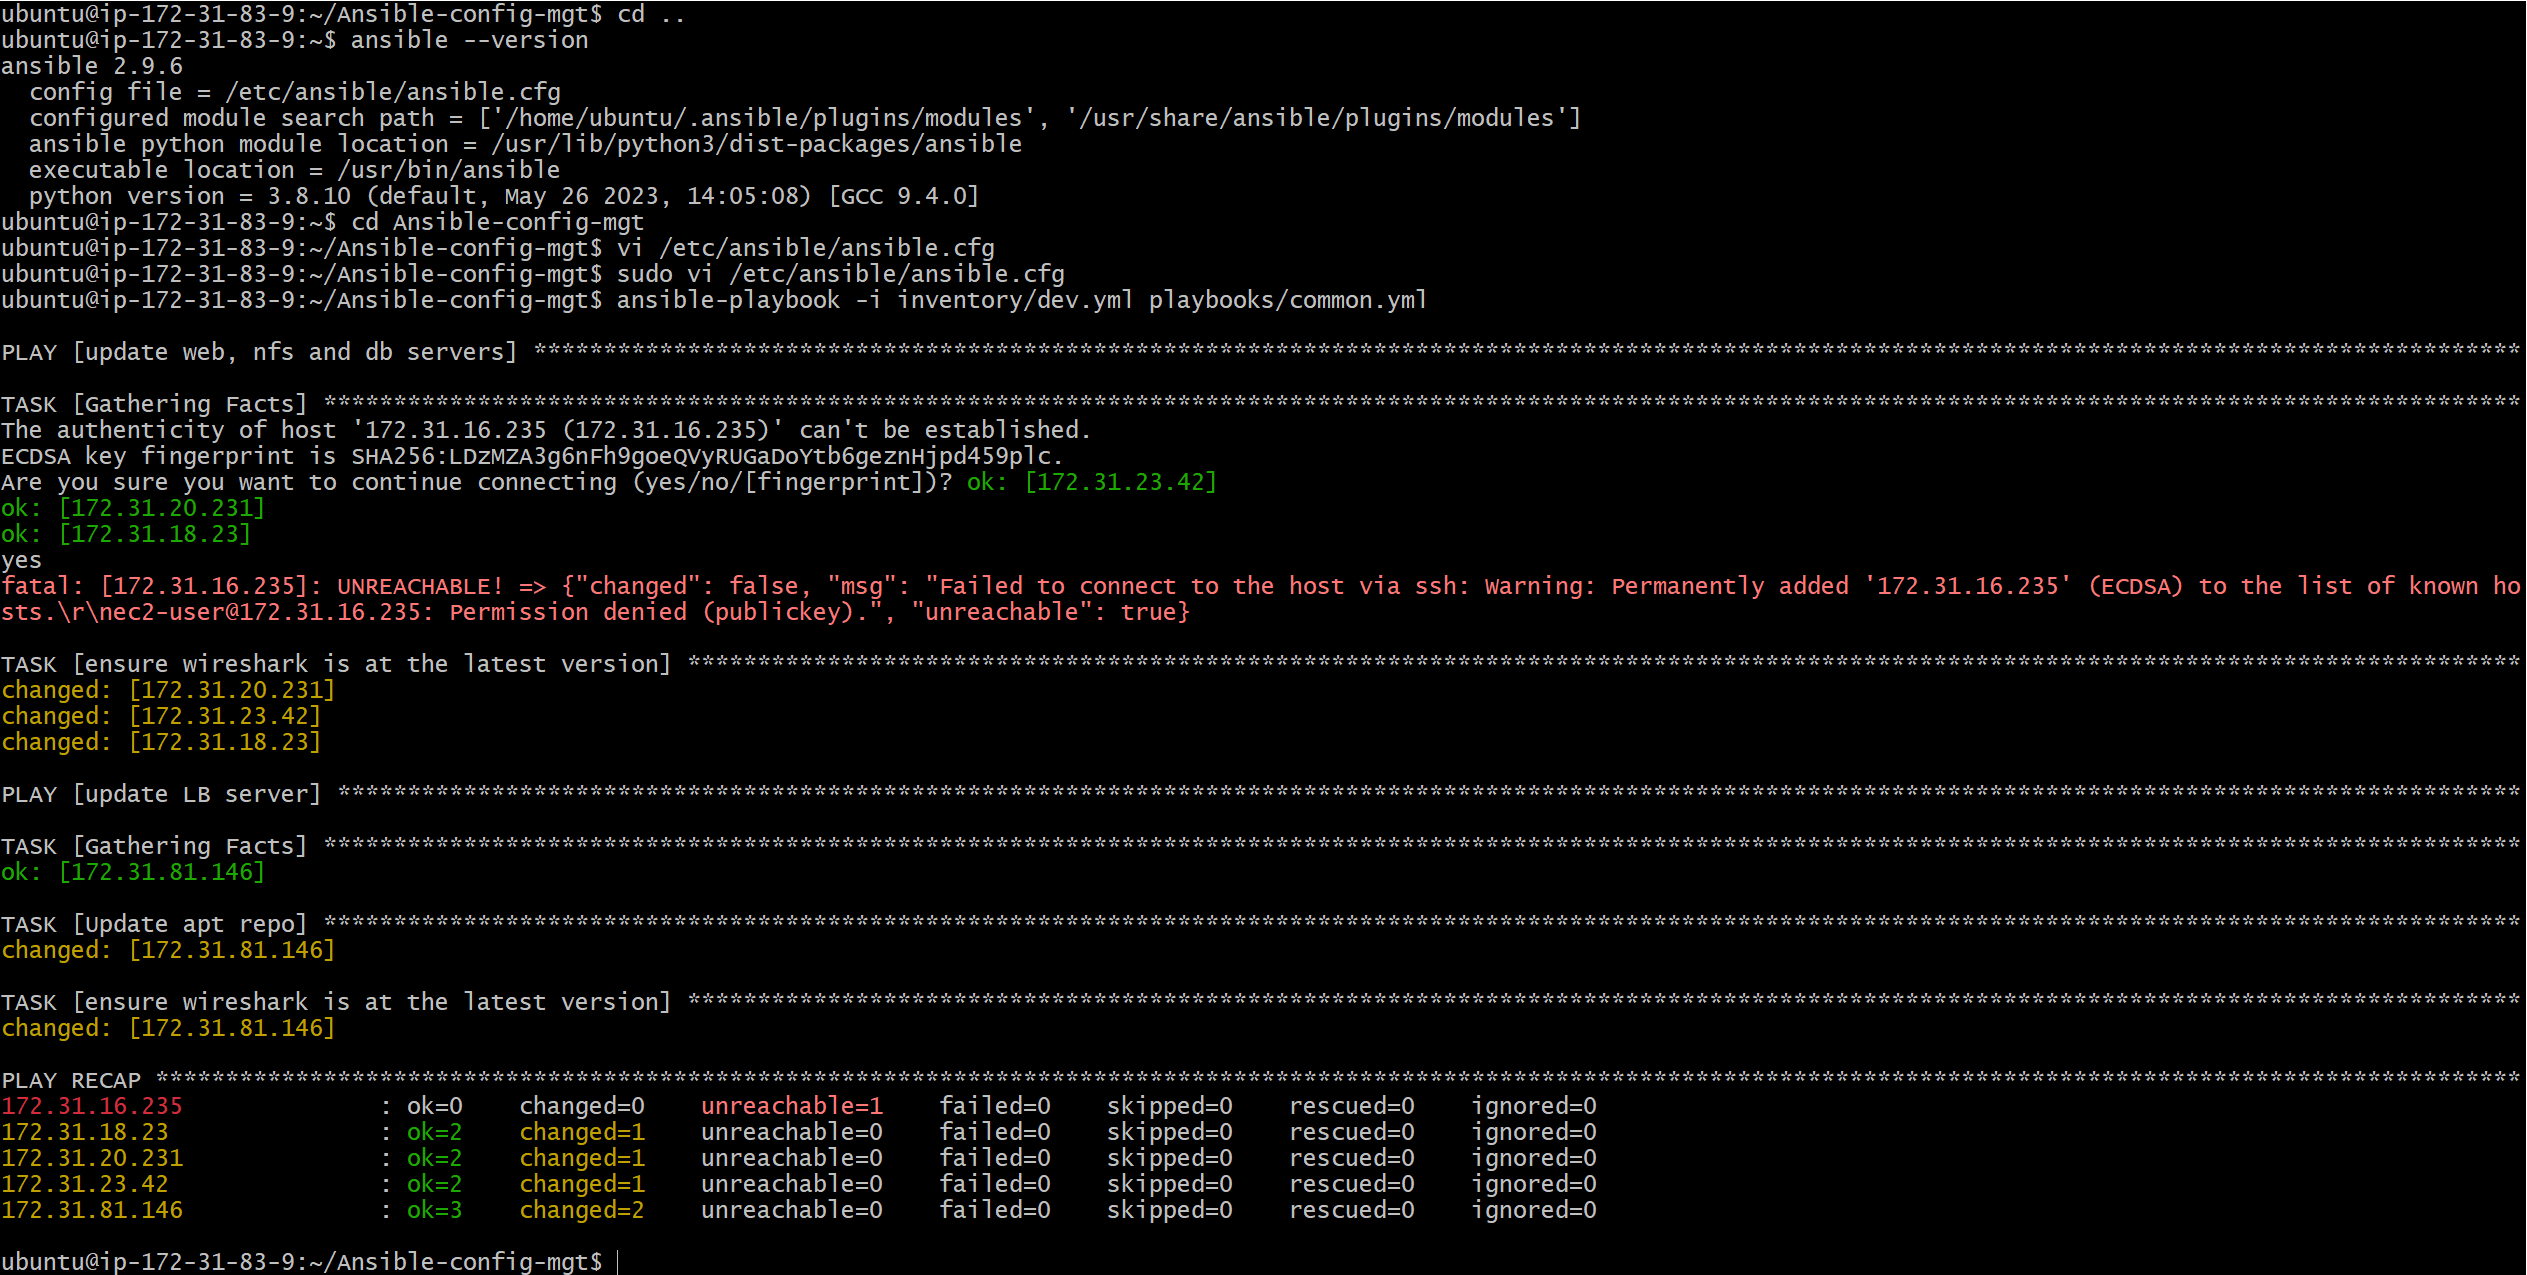 ubuntu@ip-172-31-83-9:~/Ansible-config-mgt$ cd ..
ubuntu@ip-172-31-83-9:~$ ansible --version
ansible 2.9.6
  config file = /etc/ansible/ansible.cfg
  configured module search path = ['/home/ubuntu/.ansible/plugins/modules', '/usr/share/ansible/plugins/modules']
  ansible python module location = /usr/lib/python3/dist-packages/ansible
  executable location = /usr/bin/ansible
  python version = 3.8.10 (default, May 26 2023, 14:05:08) [GCC 9.4.0]
ubuntu@ip-172-31-83-9:~$ cd Ansible-config-mgt
ubuntu@ip-172-31-83-9:~/Ansible-config-mgt$ vi /etc/ansible/ansible.cfg
ubuntu@ip-172-31-83-9:~/Ansible-config-mgt$ sudo vi /etc/ansible/ansible.cfg
ubuntu@ip-172-31-83-9:~/Ansible-config-mgt$ ansible-playbook -i inventory/dev.yml playbooks/common.yml
PLAY [update web, nfs and db servers] **********************************************************************************************************************************************
TASK [Gathering Facts] *************************************************************************************************************************************************************
The authenticity of host '172.31.16.235 (172.31.16.235)' can't be established.
ECDSA key fingerprint is SHA256:LDzMZA3g6nFh9goeQVyRUGaDoYtb6geznHjpd459plc.
Are you sure you want to continue connecting (yes/no/[fingerprint])? ok: [172.31.23.42]
ok: [172.31.20.231]
ok: [172.31.18.23]
yes
fatal: [172.31.16.235]: UNREACHABLE! => {"changed": false, "msg": "Failed to connect to the host via ssh: Warning: Permanently added '172.31.16.235' (ECDSA) to the list of known ho
sts.\r\nec2-user@172.31.16.235: Permission denied (publickey).", "unreachable": true}
TASK [ensure wireshark is at the latest version] ***********************************************************************************************************************************
changed: [172.31.20.231]
changed: [172.31.23.42]
changed: [172.31.18.23]
PLAY [update LB server] ************************************************************************************************************************************************************
TASK [Gathering Facts] *************************************************************************************************************************************************************
ok: [172.31.81.146]
TASK [Update apt repo] *************************************************************************************************************************************************************
changed: [172.31.81.146]
TASK [ensure wireshark is at the latest version] ***********************************************************************************************************************************
changed: [172.31.81.146]
PLAY RECAP *************************************************************************************************************************************************************************
172.31.16.235              : ok=0    changed=0    unreachable=1    failed=0    skipped=0    rescued=0    ignored=0
172.31.18.23               : ok=2    changed=1    unreachable=0    failed=0    skipped=0    rescued=0    ignored=0
172.31.20.231              : ok=2    changed=1    unreachable=0    failed=0    skipped=0    rescued=0    ignored=0
172.31.23.42               : ok=2    changed=1    unreachable=0    failed=0    skipped=0    rescued=0    ignored=0
172.31.81.146              : ok=3    changed=2    unreachable=0    failed=0    skipped=0    rescued=0    ignored=0
ubuntu@ip-172-31-83-9:~/Ansible-config-mgt$